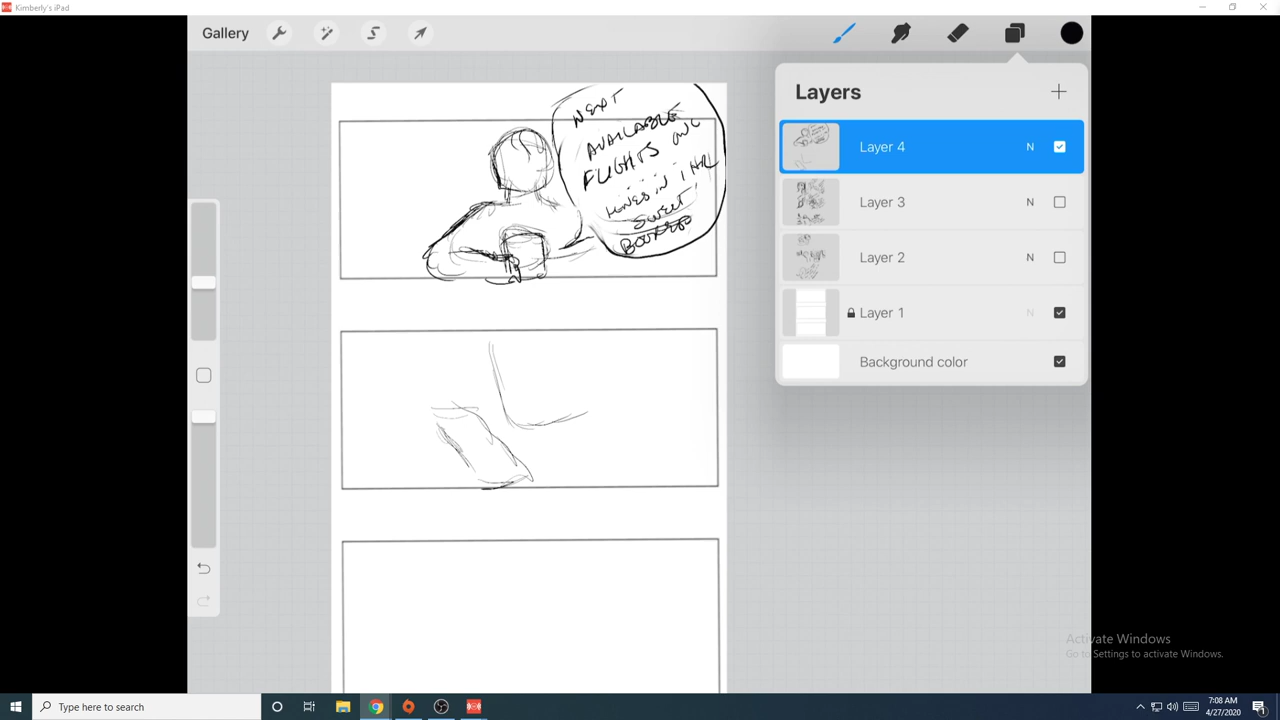 Kimberly's iPad
Gallery
Layers
Layer 4
N
Layer 3
N
Layer 2
N
Layer 1
N
Background color
NEXT
AVAILABLE
FLIGHTS
IN 1 HR
SWEET
Activate Windows
Go to Settings to activate Windows.
Type here to search
7:08 AM
4/27/2020
1